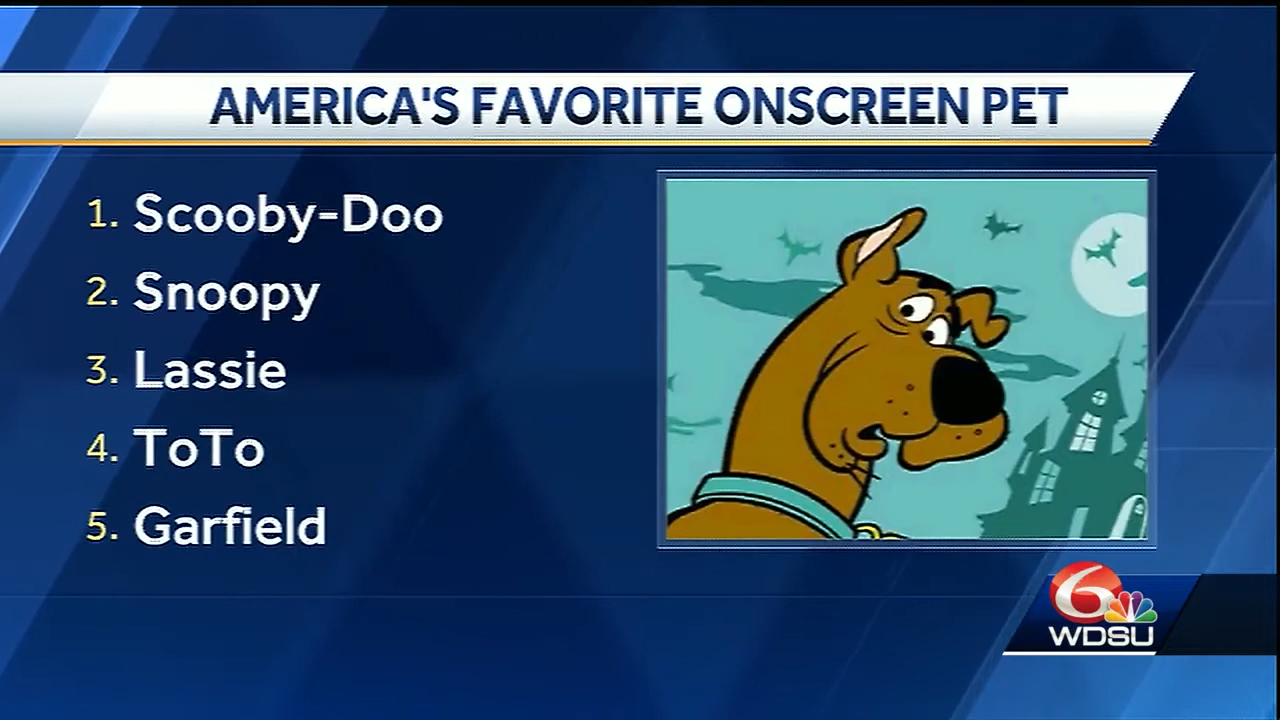 AMERICA'S FAVORITE ONSCREEN PET
1. Scooby-Doo
2. Snoopy
3. Lassie
4. ToTo
5. Garfield
6
WDSU